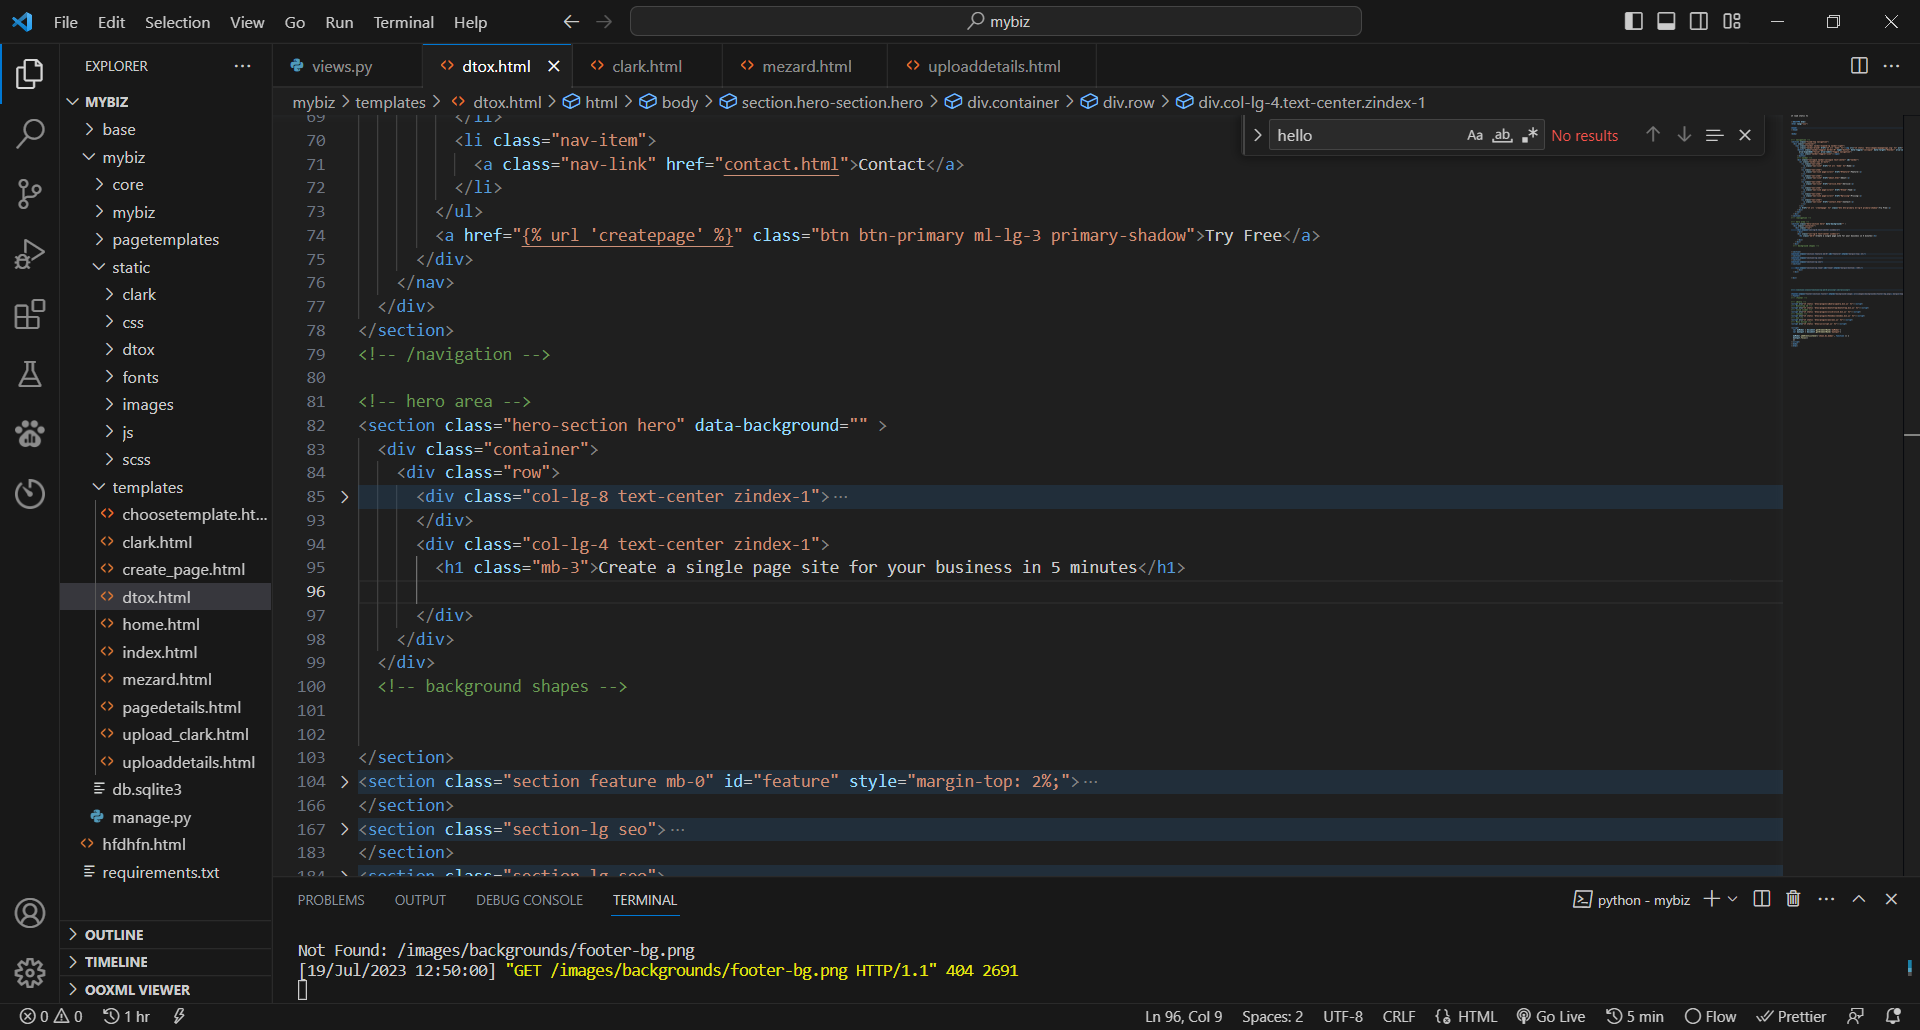 File Edit Selection View Go Run Terminal Help
mybiz
EXPLORER
MYBIZ
base
mybiz
core
mybiz
pagetemplates
static
clark
css
dtox
fonts
images
js
scss
templates
choosetemplate.ht...
clark.html
create_page.html
dtox.html
home.html
index.html
mezard.html
pagedetails.html
upload_clark.html
uploaddetails.html
db.sqlite3
manage.py
hfdhfn.html
requirements.txt
OUTLINE
TIMELINE
OOXML VIEWER
views.py dtox.html clark.html mezard.html uploaddetails.html
mybiz > templates > dtox.html > html > body > section.hero-section.hero > div.container > div.row > div.col-lg-4.text-center.zindex-1
hello Aa ab No results
69 </li>
70 <li class="nav-item">
71 <a class="nav-link" href="contact.html">Contact</a>
72 </li>
73 </ul>
74 <a href="{% url 'createpage' %}" class="btn btn-primary ml-lg-3 primary-shadow">Try Free</a>
75 </div>
76 </nav>
77 </div>
78 </section>
79 <!-- /navigation -->
80
81 <!-- hero area -->
82 <section class="hero-section hero" data-background="" >
83 <div class="container">
84 <div class="row">
85 <div class="col-lg-8 text-center zindex-1">···
93 </div>
94 <div class="col-lg-4 text-center zindex-1">
95 <h1 class="mb-3">Create a single page site for your business in 5 minutes</h1>
96
97 </div>
98 </div>
99 </div>
100 <!-- background shapes -->
101
102
103 </section>
104 <section class="section feature mb-0" id="feature" style="margin-top: 2%;">···
166 </section>
167 <section class="section-lg seo">···
183 </section>
184 <section class="section-lg seo">
PROBLEMS OUTPUT DEBUG CONSOLE TERMINAL
python - mybiz
Not Found: /images/backgrounds/footer-bg.png
[19/Jul/2023 12:50:00] "GET /images/backgrounds/footer-bg.png HTTP/1.1" 404 2691
0 0 1 hr
Ln 96, Col 9 Spaces: 2 UTF-8 CRLF HTML Go Live 5 min Flow Prettier